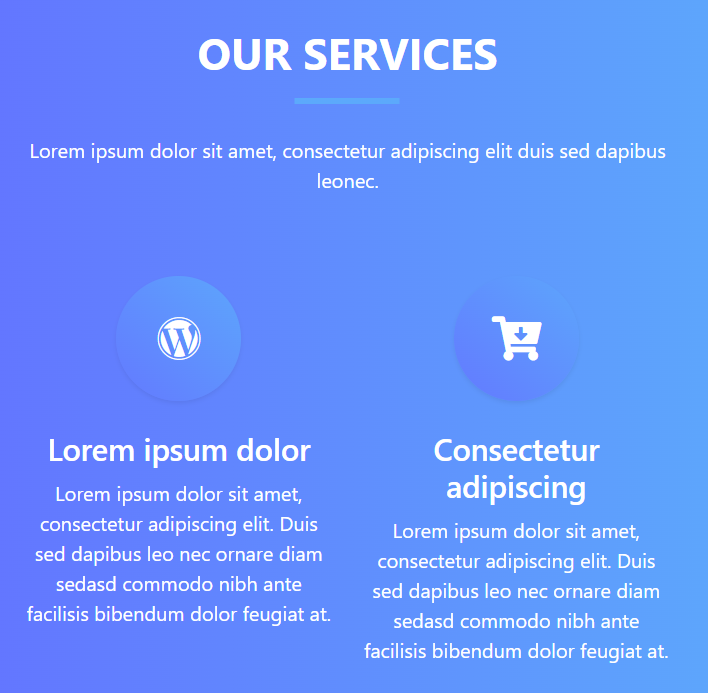 OUR SERVICES
Lorem ipsum dolor sit amet, consectetur adipiscing elit duis sed dapibus
leonec.
Lorem ipsum dolor
Lorem ipsum dolor sit amet,
consectetur adipiscing elit. Duis
sed dapibus leo nec ornare diam
sedasd commodo nibh ante
facilisis bibendum dolor feugiat at.
Consectetur
adipiscing
Lorem ipsum dolor sit amet,
consectetur adipiscing elit. Duis
sed dapibus leo nec ornare diam
sedasd commodo nibh ante
facilisis bibendum dolor feugiat at.